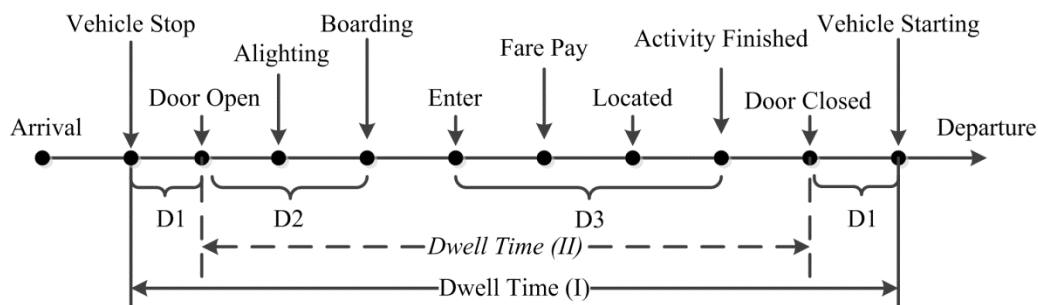 Vehicle Stop
Boarding
Vehicle Starting
Alighting
Fare Pay
Activity Finished
Door Open
Enter
Located
Door Closed
Arrival
Departure
D1
D2
D3
D1
Dwell Time (II)
Dwell Time (I)